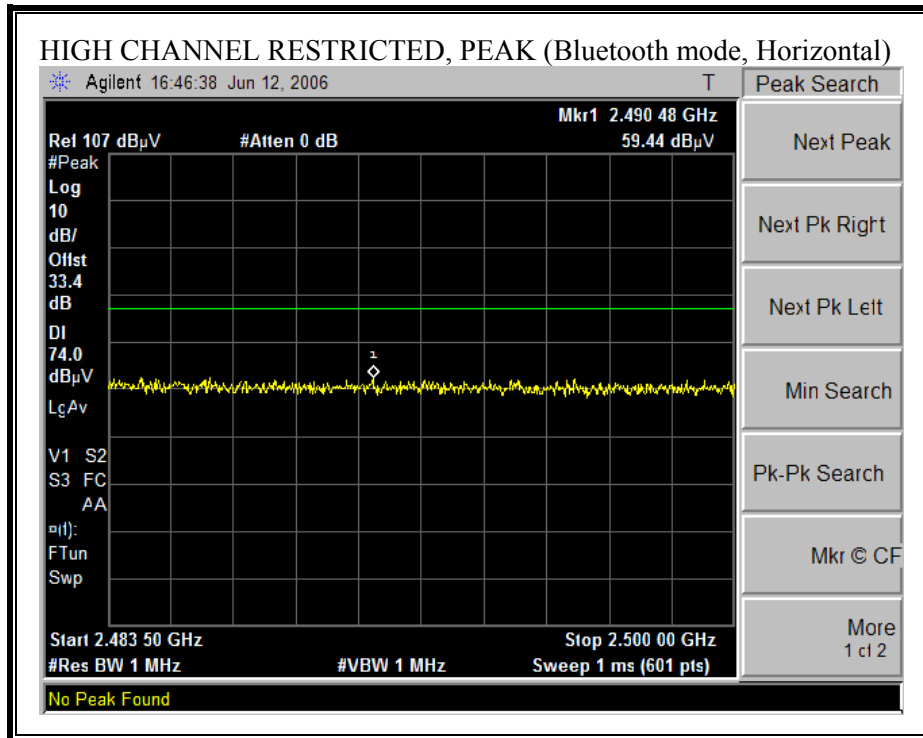 HIGH CHANNEL RESTRICTED, PEAK (Bluetooth mode, Horizontal)
Agilent 16:46:38 Jun 12, 2006 T
Peak Search
Mkr1 2.490 48 GHz
Ref 107 dBµV #Atten 0 dB 59.44 dBµV
#Peak
Log
10
dB/
Offst
33.4
dB
DI
74.0
dBµV
LgAv
V1 S2
S3 FC
AA
¤(f):
FTun
Swp
1
Start 2.483 50 GHz Stop 2.500 00 GHz
#Res BW 1 MHz #VBW 1 MHz Sweep 1 ms (601 pts)
No Peak Found
Next Peak
Next Pk Right
Next Pk Left
Min Search
Pk-Pk Search
Mkr © CF
More
1 of 2